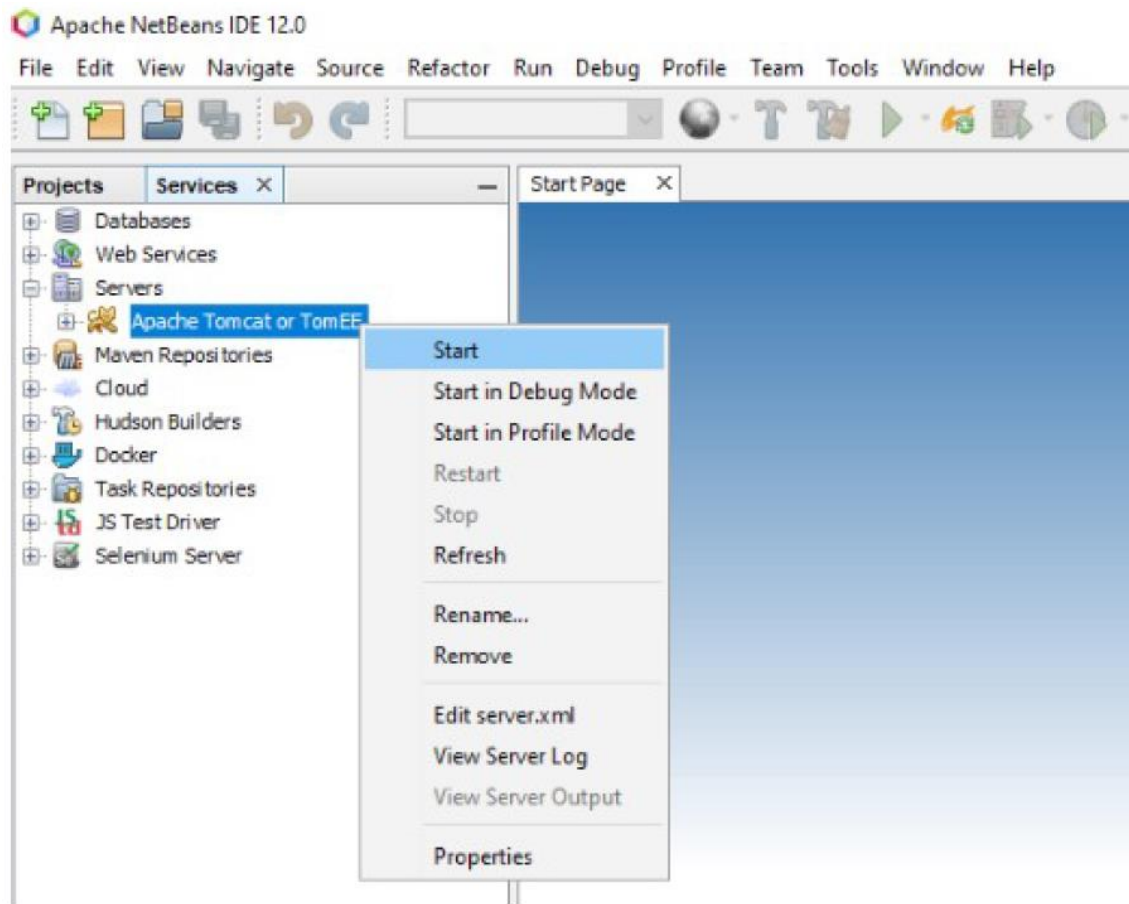 Apache NetBeans IDE 12.0
File Edit View Navigate Source Refactor Run Debug Profile Team Tools Window Help
Projects Services Start Page
Databases
Web Services
Servers
Apache Tomcat or TomEE
Maven Repositories
Cloud
Hudson Builders
Docker
Task Repositories
JS Test Driver
Selenium Server
Start
Start in Debug Mode
Start in Profile Mode
Restart
Stop
Refresh
Rename...
Remove
Edit server.xml
View Server Log
View Server Output
Properties